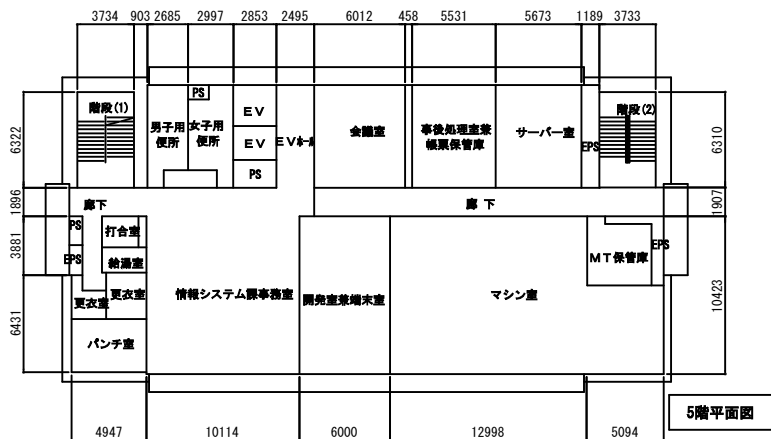 3734 903 2685 2997 2853 2495 6012 458 5531 5673 1189 3733
階段(1)
PS
EV
男子用
便所
女子用
便所
EV
EVホール
会議室
事後処理室兼
帳票保管庫
サーバー室
EPS
階段(2)
PS
6322
6310
1896
1907
廊下
廊下
PS
打合室
3881
EPS
給湯室
MT保管庫
EPS
更衣室
更衣室
情報システム課事務室
開発室兼端末室
マシン室
10423
6431
パンチ室
4947 10114 6000 12998 5094
5階平面図